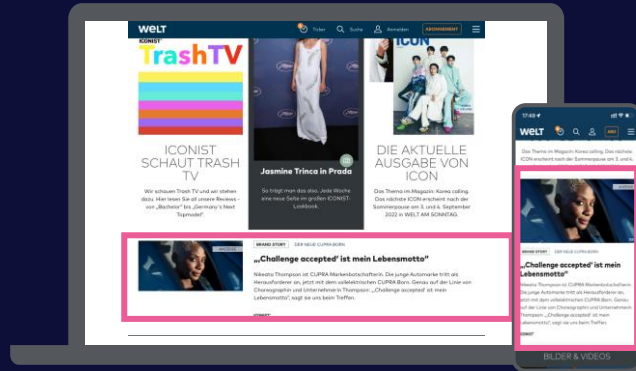 WELT
Ticker
Suche
Anmelden
ABONNEMENT
ICONIST
TrashTV
ICONIST
SCHAUT TRASH
TV
Wir schauen Trash TV und wir stehen
dazu. Hier lesen Sie all unsere Reviews -
von „Bachelor" bis „Germany's Next
Topmodel".
Jasmine Trinca in Prada
So trägt man das also. Jede Woche
eine neue Seite im großen ICONIST-
Lookbook.
ICON
DIE AKTUELLE
AUSGABE VON
ICON
Das Thema im Magazin: Korea calling.
Das nächste ICON erscheint nach der
Sommerpause am 3. und 4. September
2022 in WELT AM SONNTAG.
ANZEIGE
BRAND STORY DER NEUE CUPRA BORN
„‚Challenge accepted' ist mein Lebensmotto"
Nikeata Thompson ist CUPRA Markenbotschafterin. Die junge Automarke tritt als
Herausforderer an, jetzt mit dem vollelektrischen CUPRA Born. Genau auf der Line von
Choreographin und Unternehmerin Thompson: „‚Challenge accepted' ist mein
Lebensmotto", sagt sie uns beim Treffen.
ICONIST
17:49
WELT
ABO
Das Thema im Magazin: Korea calling. Das nächste
ICON erscheint nach der Sommerpause am 3. und 4.
ANZEIGE
BRAND STORY DER NEUE CUPRA BORN
„‚Challenge accepted' ist mein
Lebensmotto"
Nikeata Thompson ist CUPRA Markenbotschafterin.
Die junge Automarke tritt als Herausforderer an,
jetzt mit dem vollelektrischen CUPRA Born. Genau
auf der Line von Choreographin und Unternehmerin
Thompson: „‚Challenge accepted' ist mein
Lebensmotto", sagt sie uns beim Treffen.
ICONIST
BILDER & VIDEOS